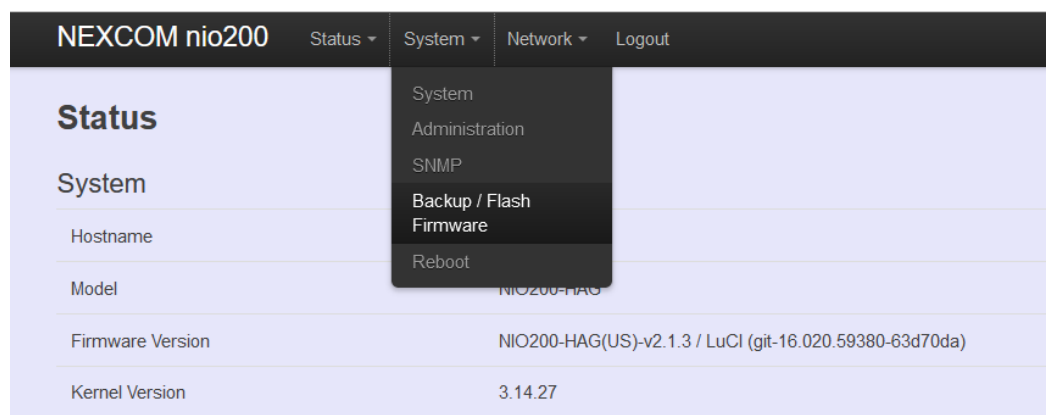 NEXCOM nio200 Status System Network Logout
System
Administration
SNMP
Backup / Flash
Firmware
Reboot
Status
System
Hostname
Model NIO200-HAG
Firmware Version NIO200-HAG(US)-v2.1.3 / LuCI (git-16.020.59380-63d70da)
Kernel Version 3.14.27